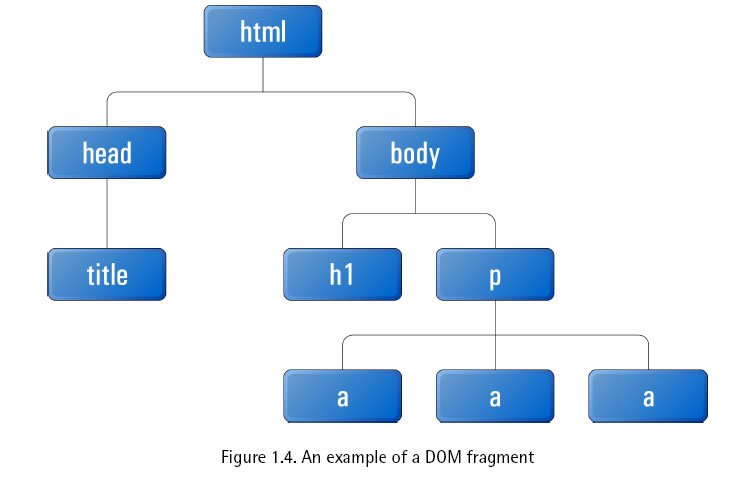 html
head
body
title
h1
p
a
a
a
Figure 1.4. An example of a DOM fragment